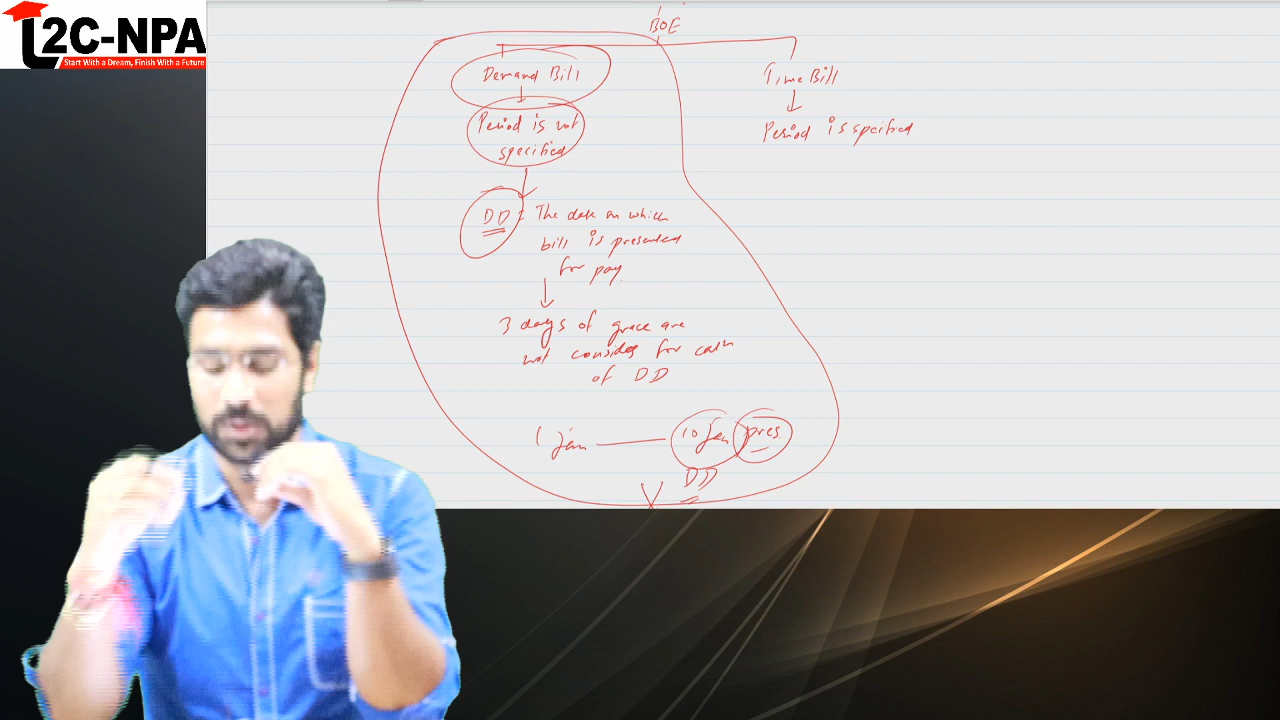 L2C-NPA
Start With a Dream, Finish With a Future
BOE
Demand Bill
Time Bill
Period is not
specified
Period is specified
DD : The date on which
bill is presented
for pay.
3 days of grace are
not consider for caln
of DD
1 jan 10 Jan pres
DD